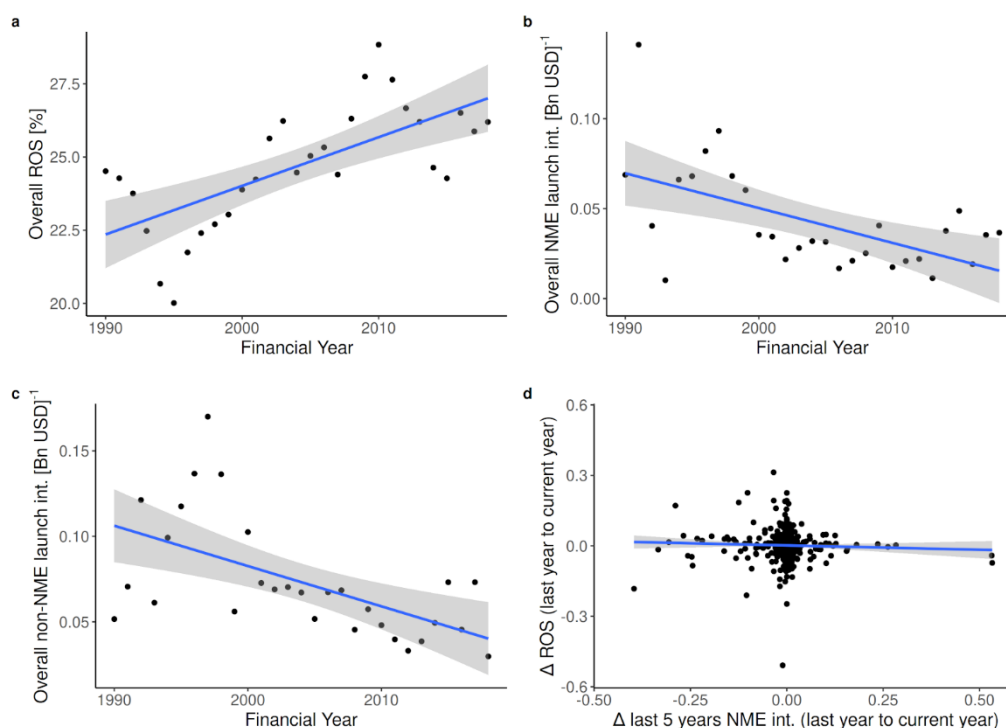 a
Overall ROS [%]
27.5
25.0
22.5
20.0
1990
2000
2010
Financial Year
b
Overall NME launch int. [Bn USD]⁻¹
0.10
0.05
0.00
1990
2000
2010
Financial Year
c
Overall non-NME launch int. [Bn USD]⁻¹
0.15
0.10
0.05
1990
2000
2010
Financial Year
d
Δ ROS (last year to current year)
0.6
0.3
0.0
-0.3
-0.6
-0.50
-0.25
0.00
0.25
0.50
Δ last 5 years NME int. (last year to current year)